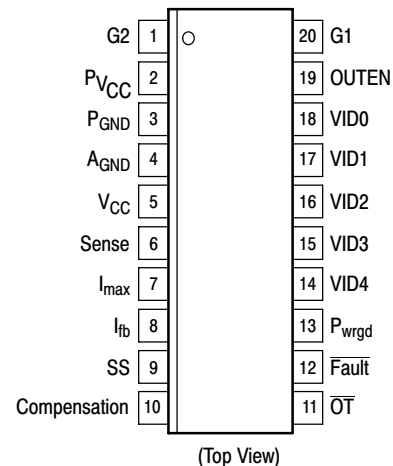 G2 1 20 G1
PVCC 2 19 OUTEN
PGND 3 18 VID0
AGND 4 17 VID1
VCC 5 16 VID2
Sense 6 15 VID3
Imax 7 14 VID4
Ifb 8 13 Pwrgd
SS 9 12 Fault
Compensation 10 11 OT
(Top View)